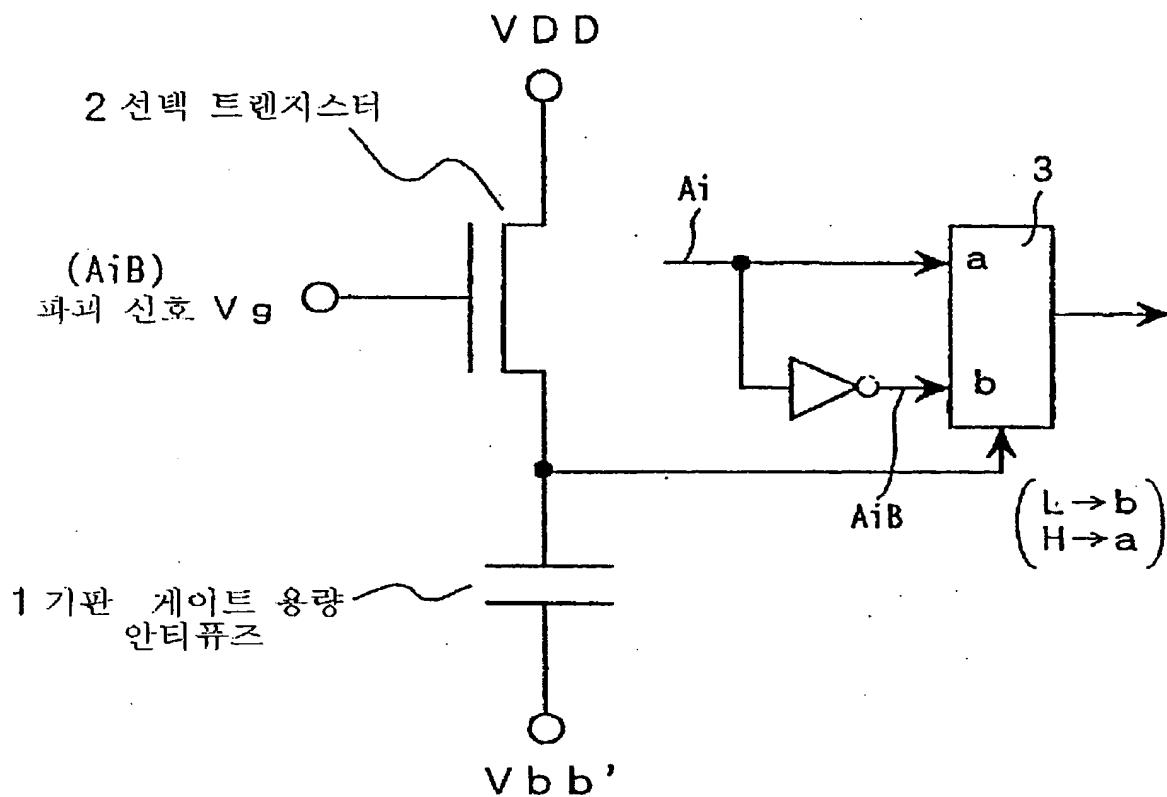 VDD
2 선택 트랜지스터
3
Ai
a
(AiB)
파괴 신호 Vg
b
AiB
(L→b
H→a)
1 기판 게이트 용량
안티퓨즈
Vbb'